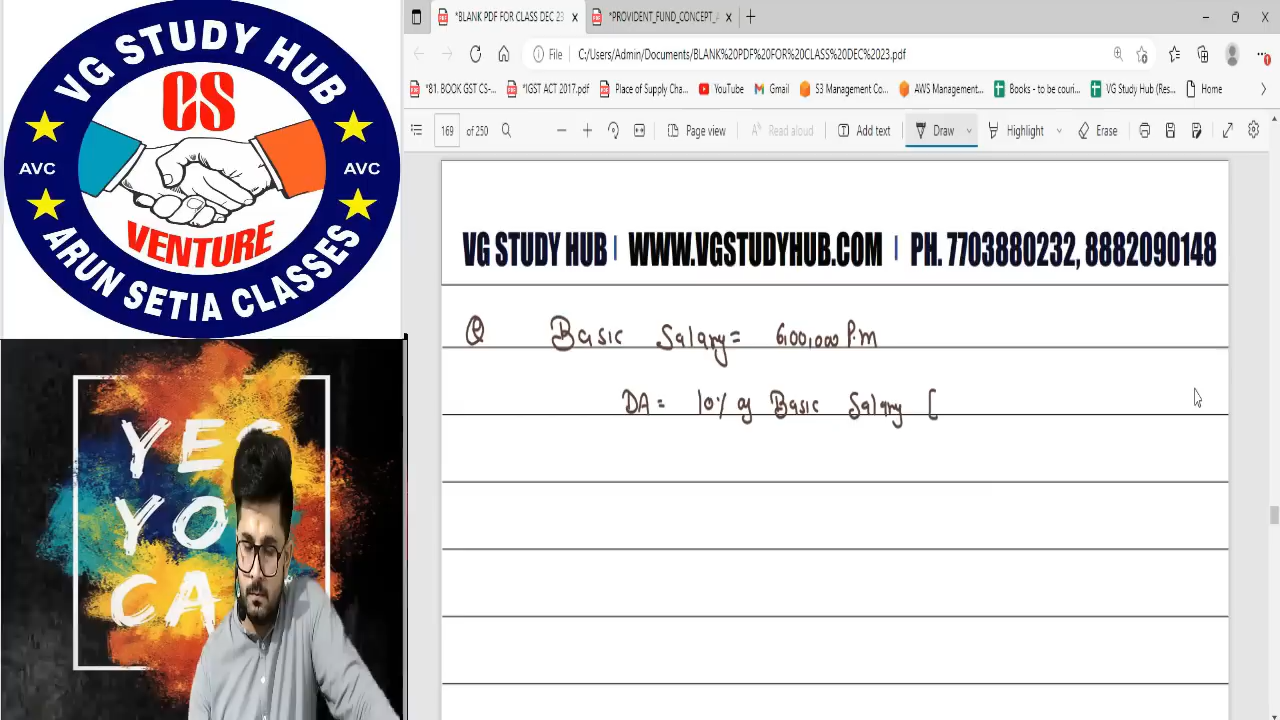 VG STUDY HUB
CS
AVC
AVC
VENTURE
ARUN SETIA CLASSES
YES
YO
CA
*BLANK PDF FOR CLASS DEC 23
*PROVIDENT_FUND_CONCEPT_
File C:/Users/Admin/Documents/BLANK%20PDF%20FOR%20CLASS%20DEC%202023.pdf
*81. BOOK GST CS-... *IGST ACT 2017.pdf Place of Supply Cha... YouTube Gmail S3 Management Co... AWS Management... Books - to be couri... VG Study Hub (Res... Home
169 of 250 Page view Read aloud Add text Draw Highlight Erase
VG STUDY HUB | WWW.VGSTUDYHUB.COM | PH. 7703880232, 8882090148
Q Basic Salary = 6,00,000 P.m
DA = 10% of Basic Salary [